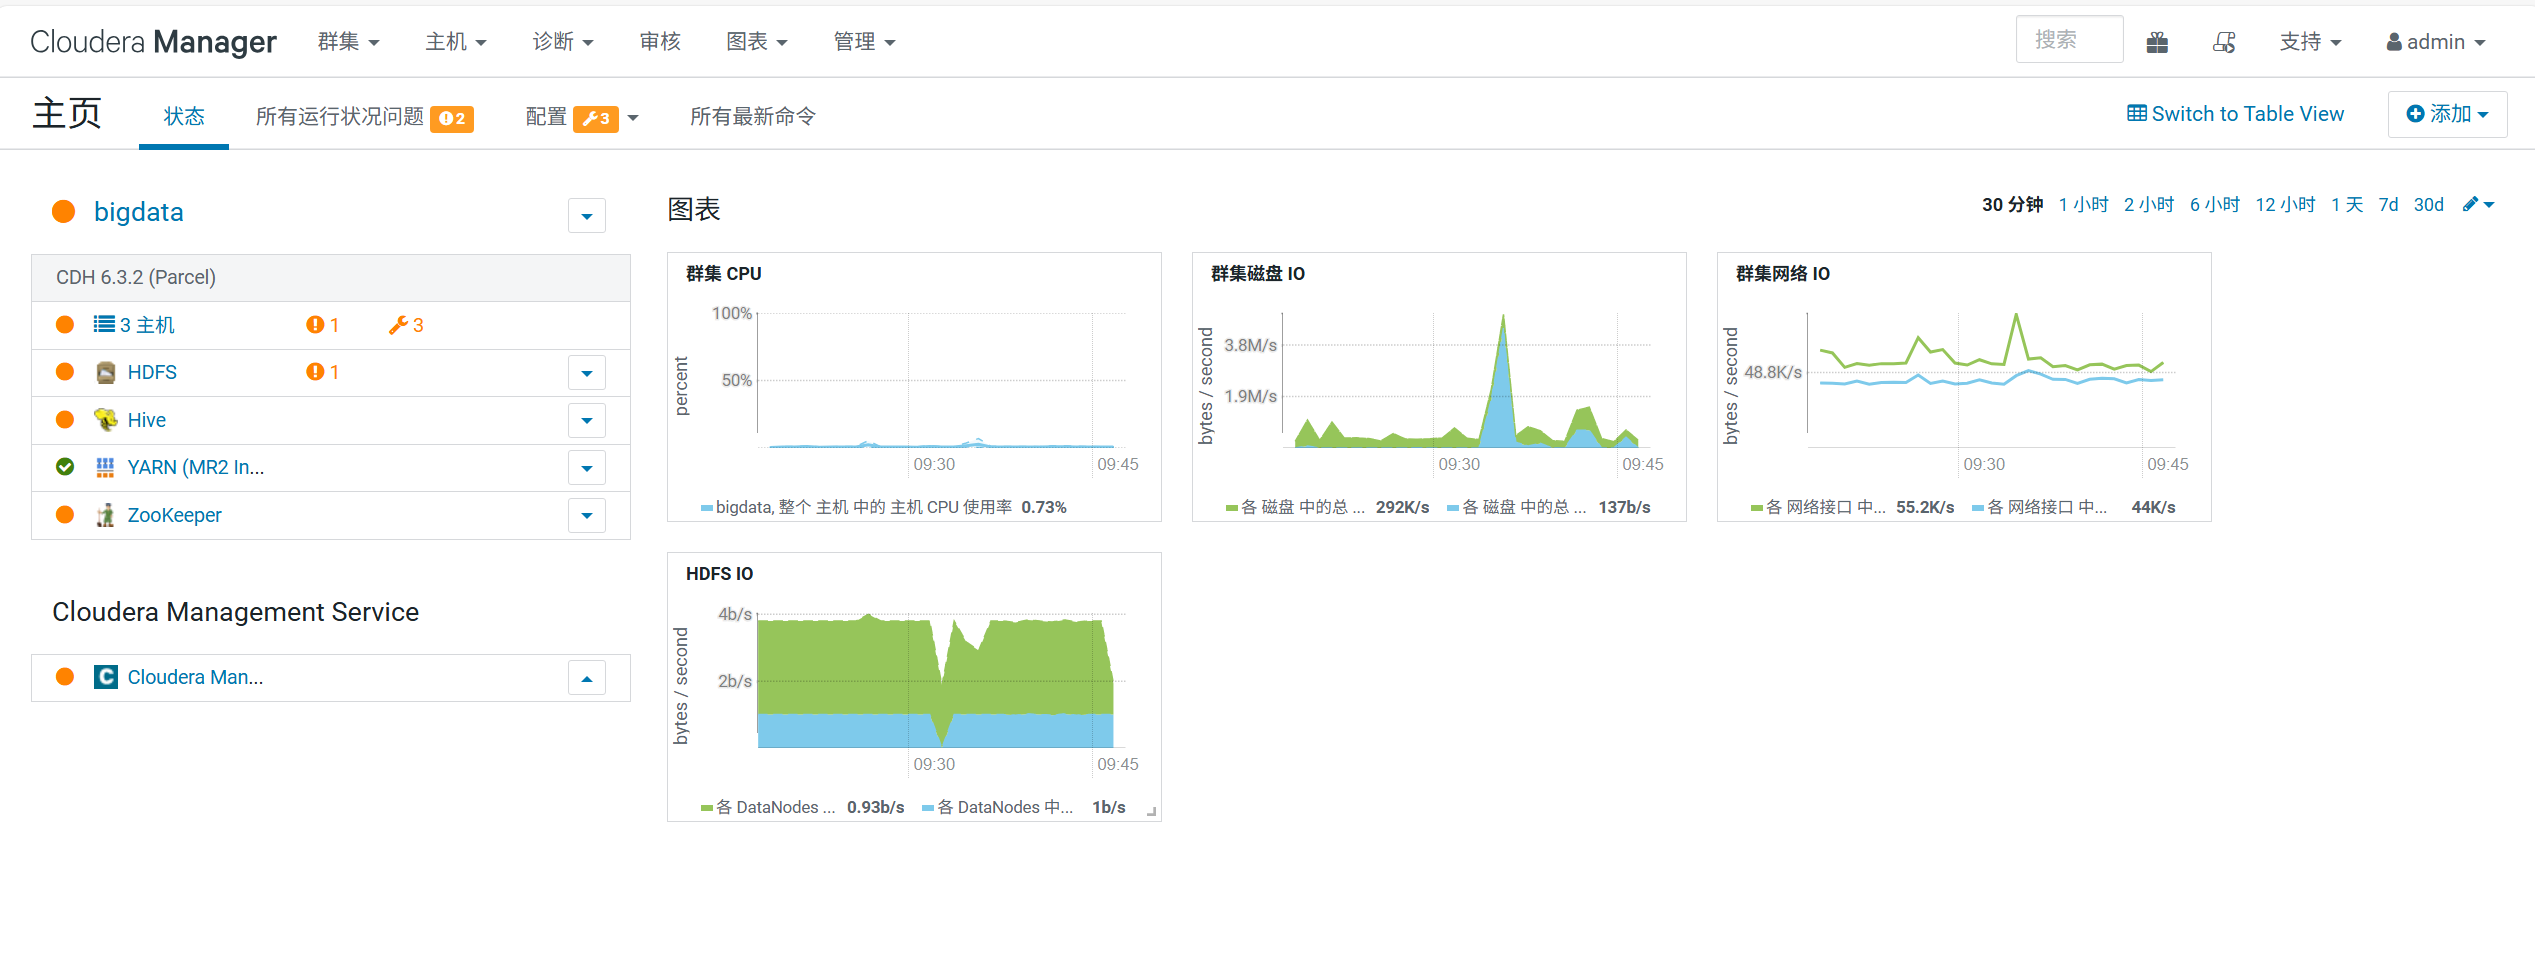 Cloudera Manager 群集 主机 诊断 审核 图表 管理 搜索 支持 admin
主页 状态 所有运行状况问题 2 配置 3 所有最新命令 Switch to Table View 添加
bigdata
CDH 6.3.2 (Parcel)
3 主机 1 3
HDFS 1
Hive
YARN (MR2 In...
ZooKeeper
Cloudera Management Service
Cloudera Man...
图表 30 分钟 1 小时 2 小时 6 小时 12 小时 1 天 7d 30d
群集 CPU
percent
100%
50%
09:30 09:45
bigdata, 整个 主机 中的 主机 CPU 使用率 0.73%
群集磁盘 IO
bytes / second
3.8M/s
1.9M/s
09:30 09:45
各 磁盘 中的总 ... 292K/s 各 磁盘 中的总 ... 137b/s
群集网络 IO
bytes / second
48.8K/s
09:30 09:45
各 网络接口 中... 55.2K/s 各 网络接口 中... 44K/s
HDFS IO
bytes / second
4b/s
2b/s
09:30 09:45
各 DataNodes ... 0.93b/s 各 DataNodes 中... 1b/s